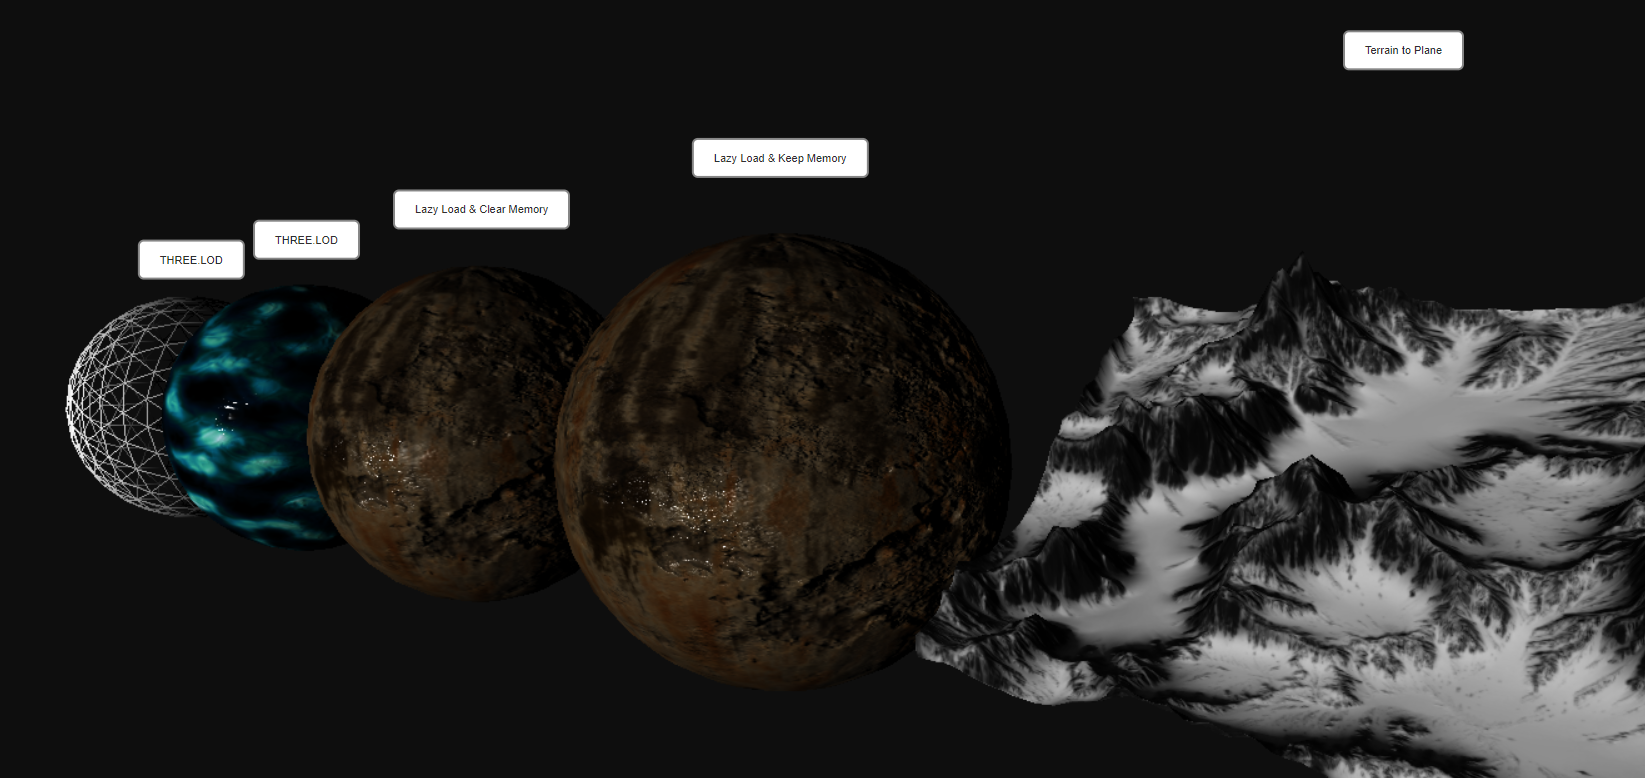 THREE.LOD
THREE.LOD
Lazy Load & Clear Memory
Lazy Load & Keep Memory
Terrain to Plane